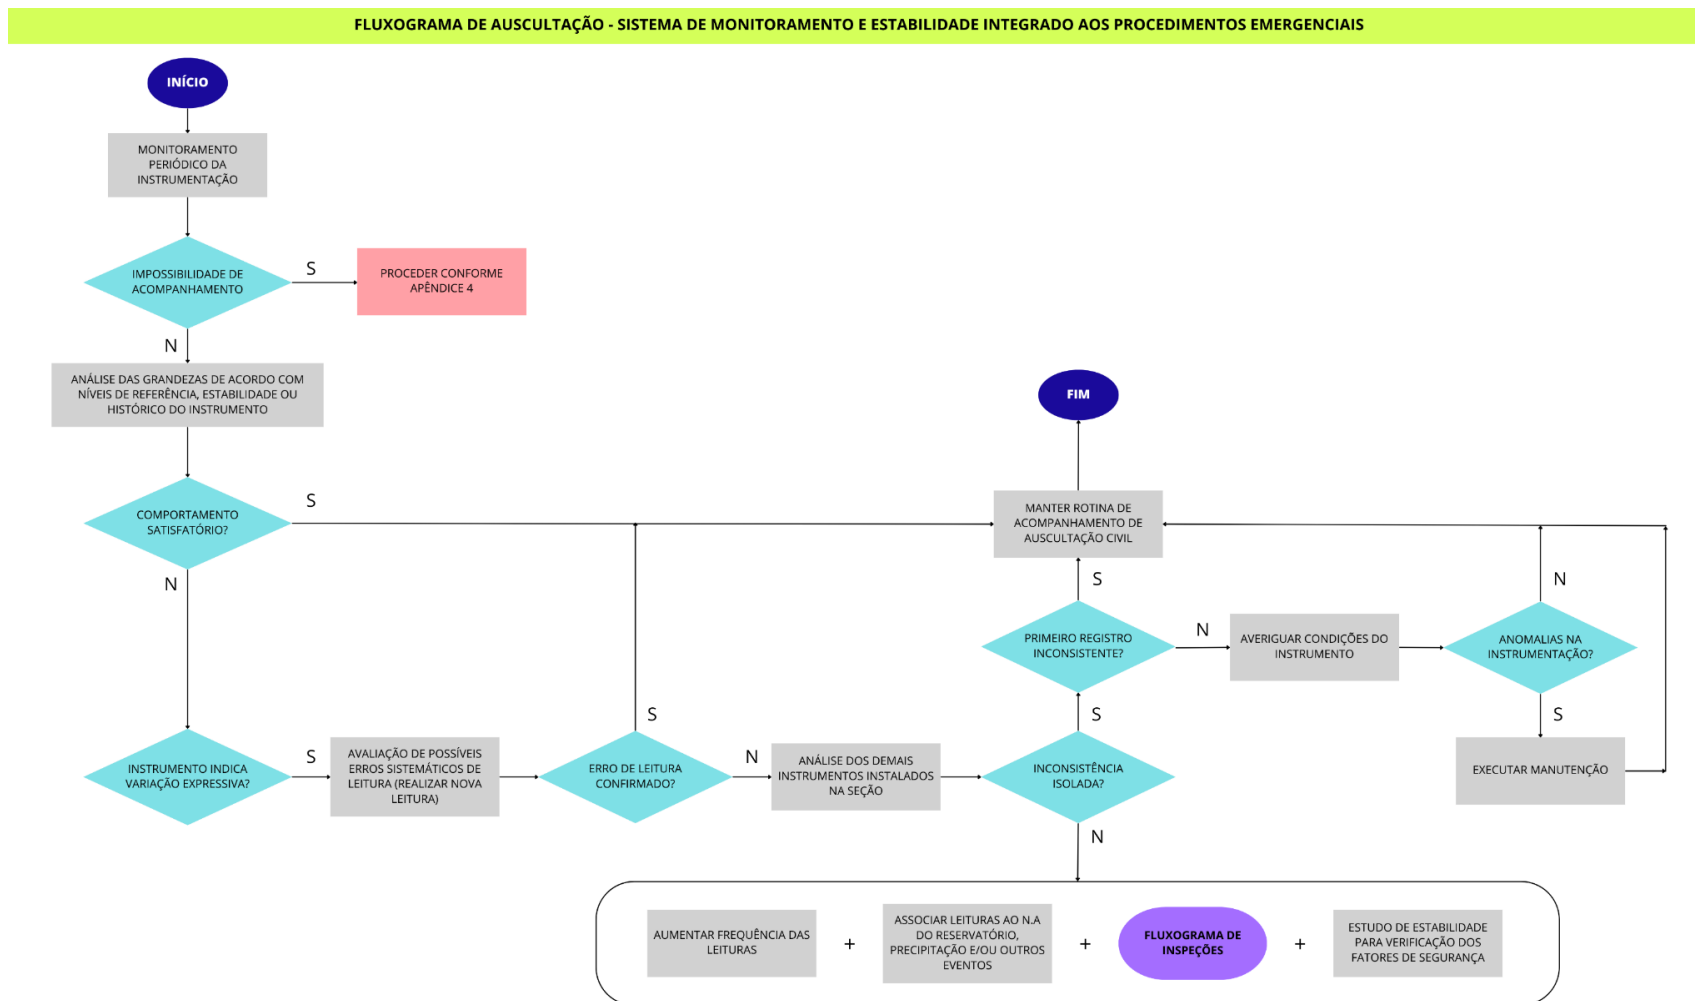 FLUXOGRAMA DE AUSCULTAÇÃO - SISTEMA DE MONITORAMENTO E ESTABILIDADE INTEGRADO AOS PROCEDIMENTOS EMERGENCIAIS
INÍCIO
MONITORAMENTO
PERIÓDICO DA
INSTRUMENTAÇÃO
IMPOSSIBILIDADE DE
ACOMPANHAMENTO
S
PROCEDER CONFORME
APÊNDICE 4
N
ANÁLISE DAS GRANDEZAS DE ACORDO COM
NÍVEIS DE REFERÊNCIA, ESTABILIDADE OU
HISTÓRICO DO INSTRUMENTO
FIM
COMPORTAMENTO
SATISFATÓRIO?
S
MANTER ROTINA DE
ACOMPANHAMENTO DE
AUSCULTAÇÃO CIVIL
N
S
N
PRIMEIRO REGISTRO
INCONSISTENTE?
N
AVERIGUAR CONDIÇÕES DO
INSTRUMENTO
ANOMALIAS NA
INSTRUMENTAÇÃO?
S
S
S
INSTRUMENTO INDICA
VARIAÇÃO EXPRESSIVA?
S
AVALIAÇÃO DE POSSÍVEIS
ERROS SISTEMÁTICOS DE
LEITURA (REALIZAR NOVA
LEITURA)
ERRO DE LEITURA
CONFIRMADO?
N
ANÁLISE DOS DEMAIS
INSTRUMENTOS INSTALADOS
NA SEÇÃO
INCONSISTÊNCIA
ISOLADA?
EXECUTAR MANUTENÇÃO
N
AUMENTAR FREQUÊNCIA DAS
LEITURAS
+
ASSOCIAR LEITURAS AO N.A
DO RESERVATÓRIO,
PRECIPITAÇÃO E/OU OUTROS
EVENTOS
+
FLUXOGRAMA DE
INSPEÇÕES
+
ESTUDO DE ESTABILIDADE
PARA VERIFICAÇÃO DOS
FATORES DE SEGURANÇA